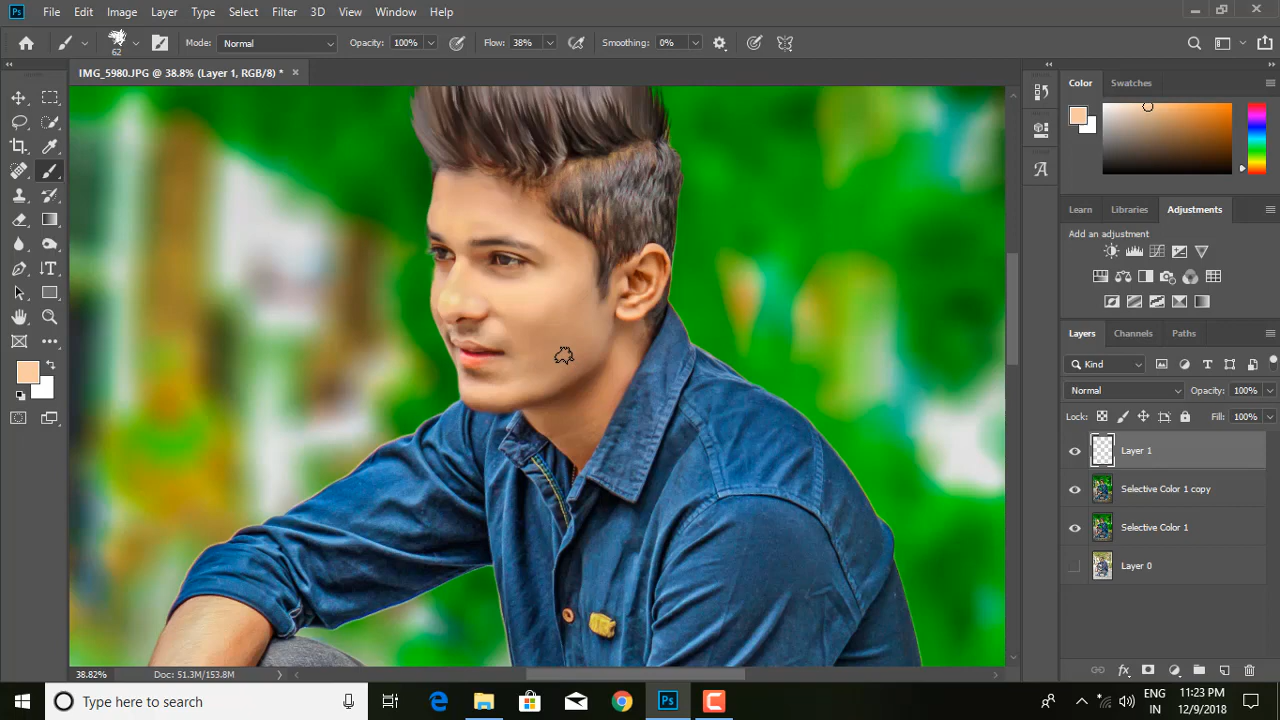 Ps File Edit Image Layer Type Select Filter 3D View Window Help
62 Mode: Normal Opacity: 100% Flow: 38% Smoothing: 0%
IMG_5980.JPG @ 38.8% (Layer 1, RGB/8) * ×
Color Swatches
Learn Libraries Adjustments
Add an adjustment
Layers Channels Paths
Kind
Normal Opacity: 100%
Lock: Fill: 100%
Layer 1
Selective Color 1 copy
Selective Color 1
Layer 0
38.82% Doc: 51.3M/153.8M
Type here to search
Ps
ENG
IN
11:23 PM
12/9/2018